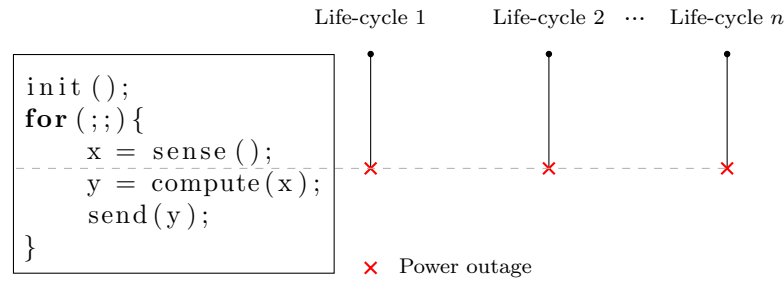 Life-cycle 1 Life-cycle 2 ... Life-cycle n
init();
for(;;){
x = sense();
y = compute(x);
send(y);
}
Power outage